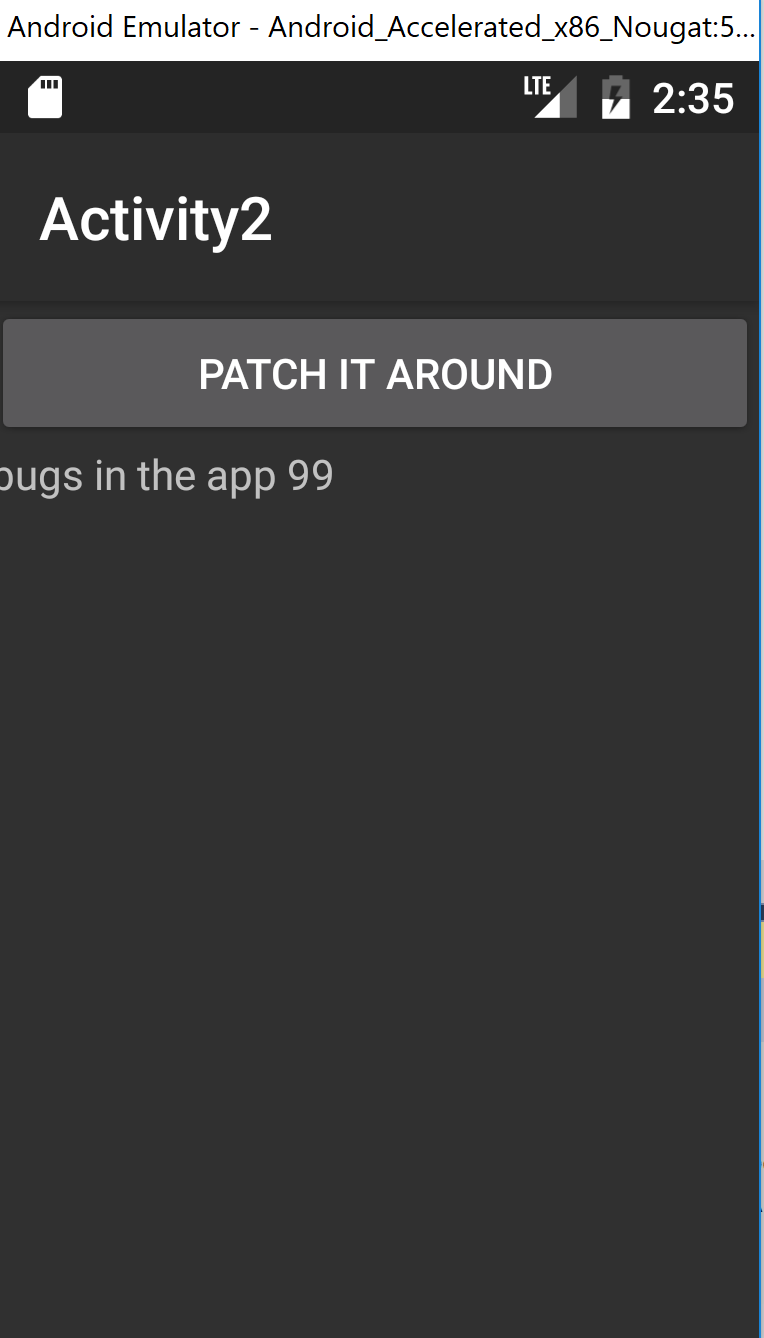 Android Emulator - Android_Accelerated_x86_Nougat:5...
LTE 2:35
Activity2
PATCH IT AROUND
bugs in the app 99